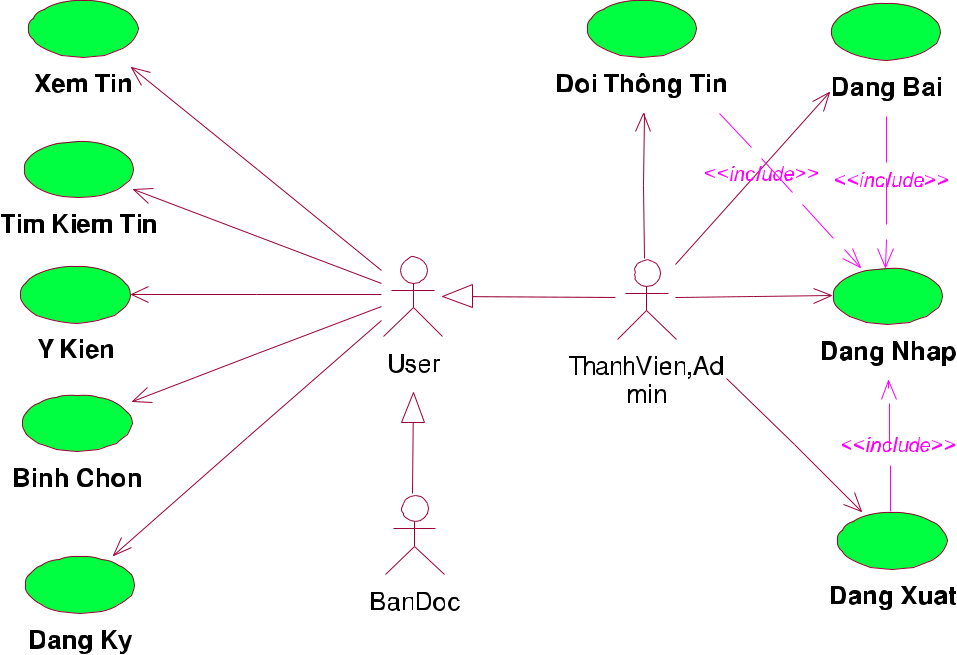 Xem Tin
Doi Thông Tin
Dang Bai
<<include>>
<<include>>
Tim Kiem Tin
Y Kien
User
ThanhVien,Ad
min
Dang Nhap
<<include>>
Binh Chon
BanDoc
Dang Xuat
Dang Ky